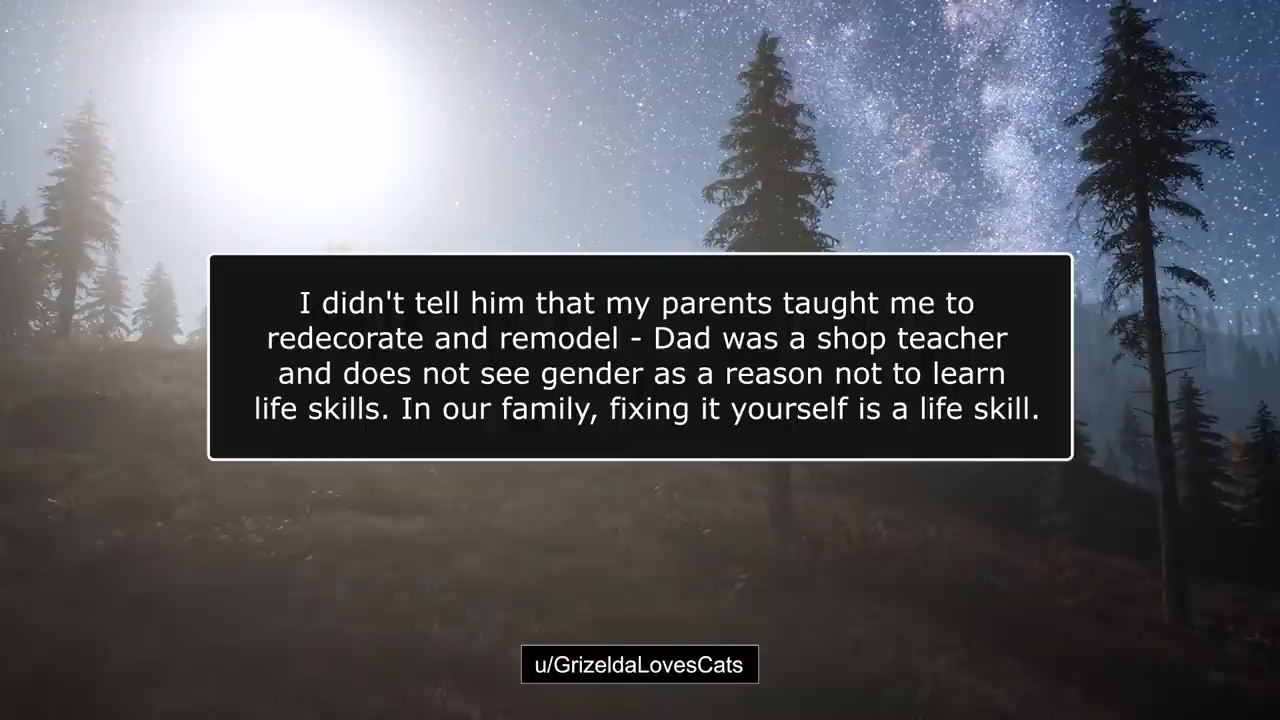 I didn't tell him that my parents taught me to
redecorate and remodel - Dad was a shop teacher
and does not see gender as a reason not to learn
life skills. In our family, fixing it yourself is a life skill.
u/GrizeldaLovesCats